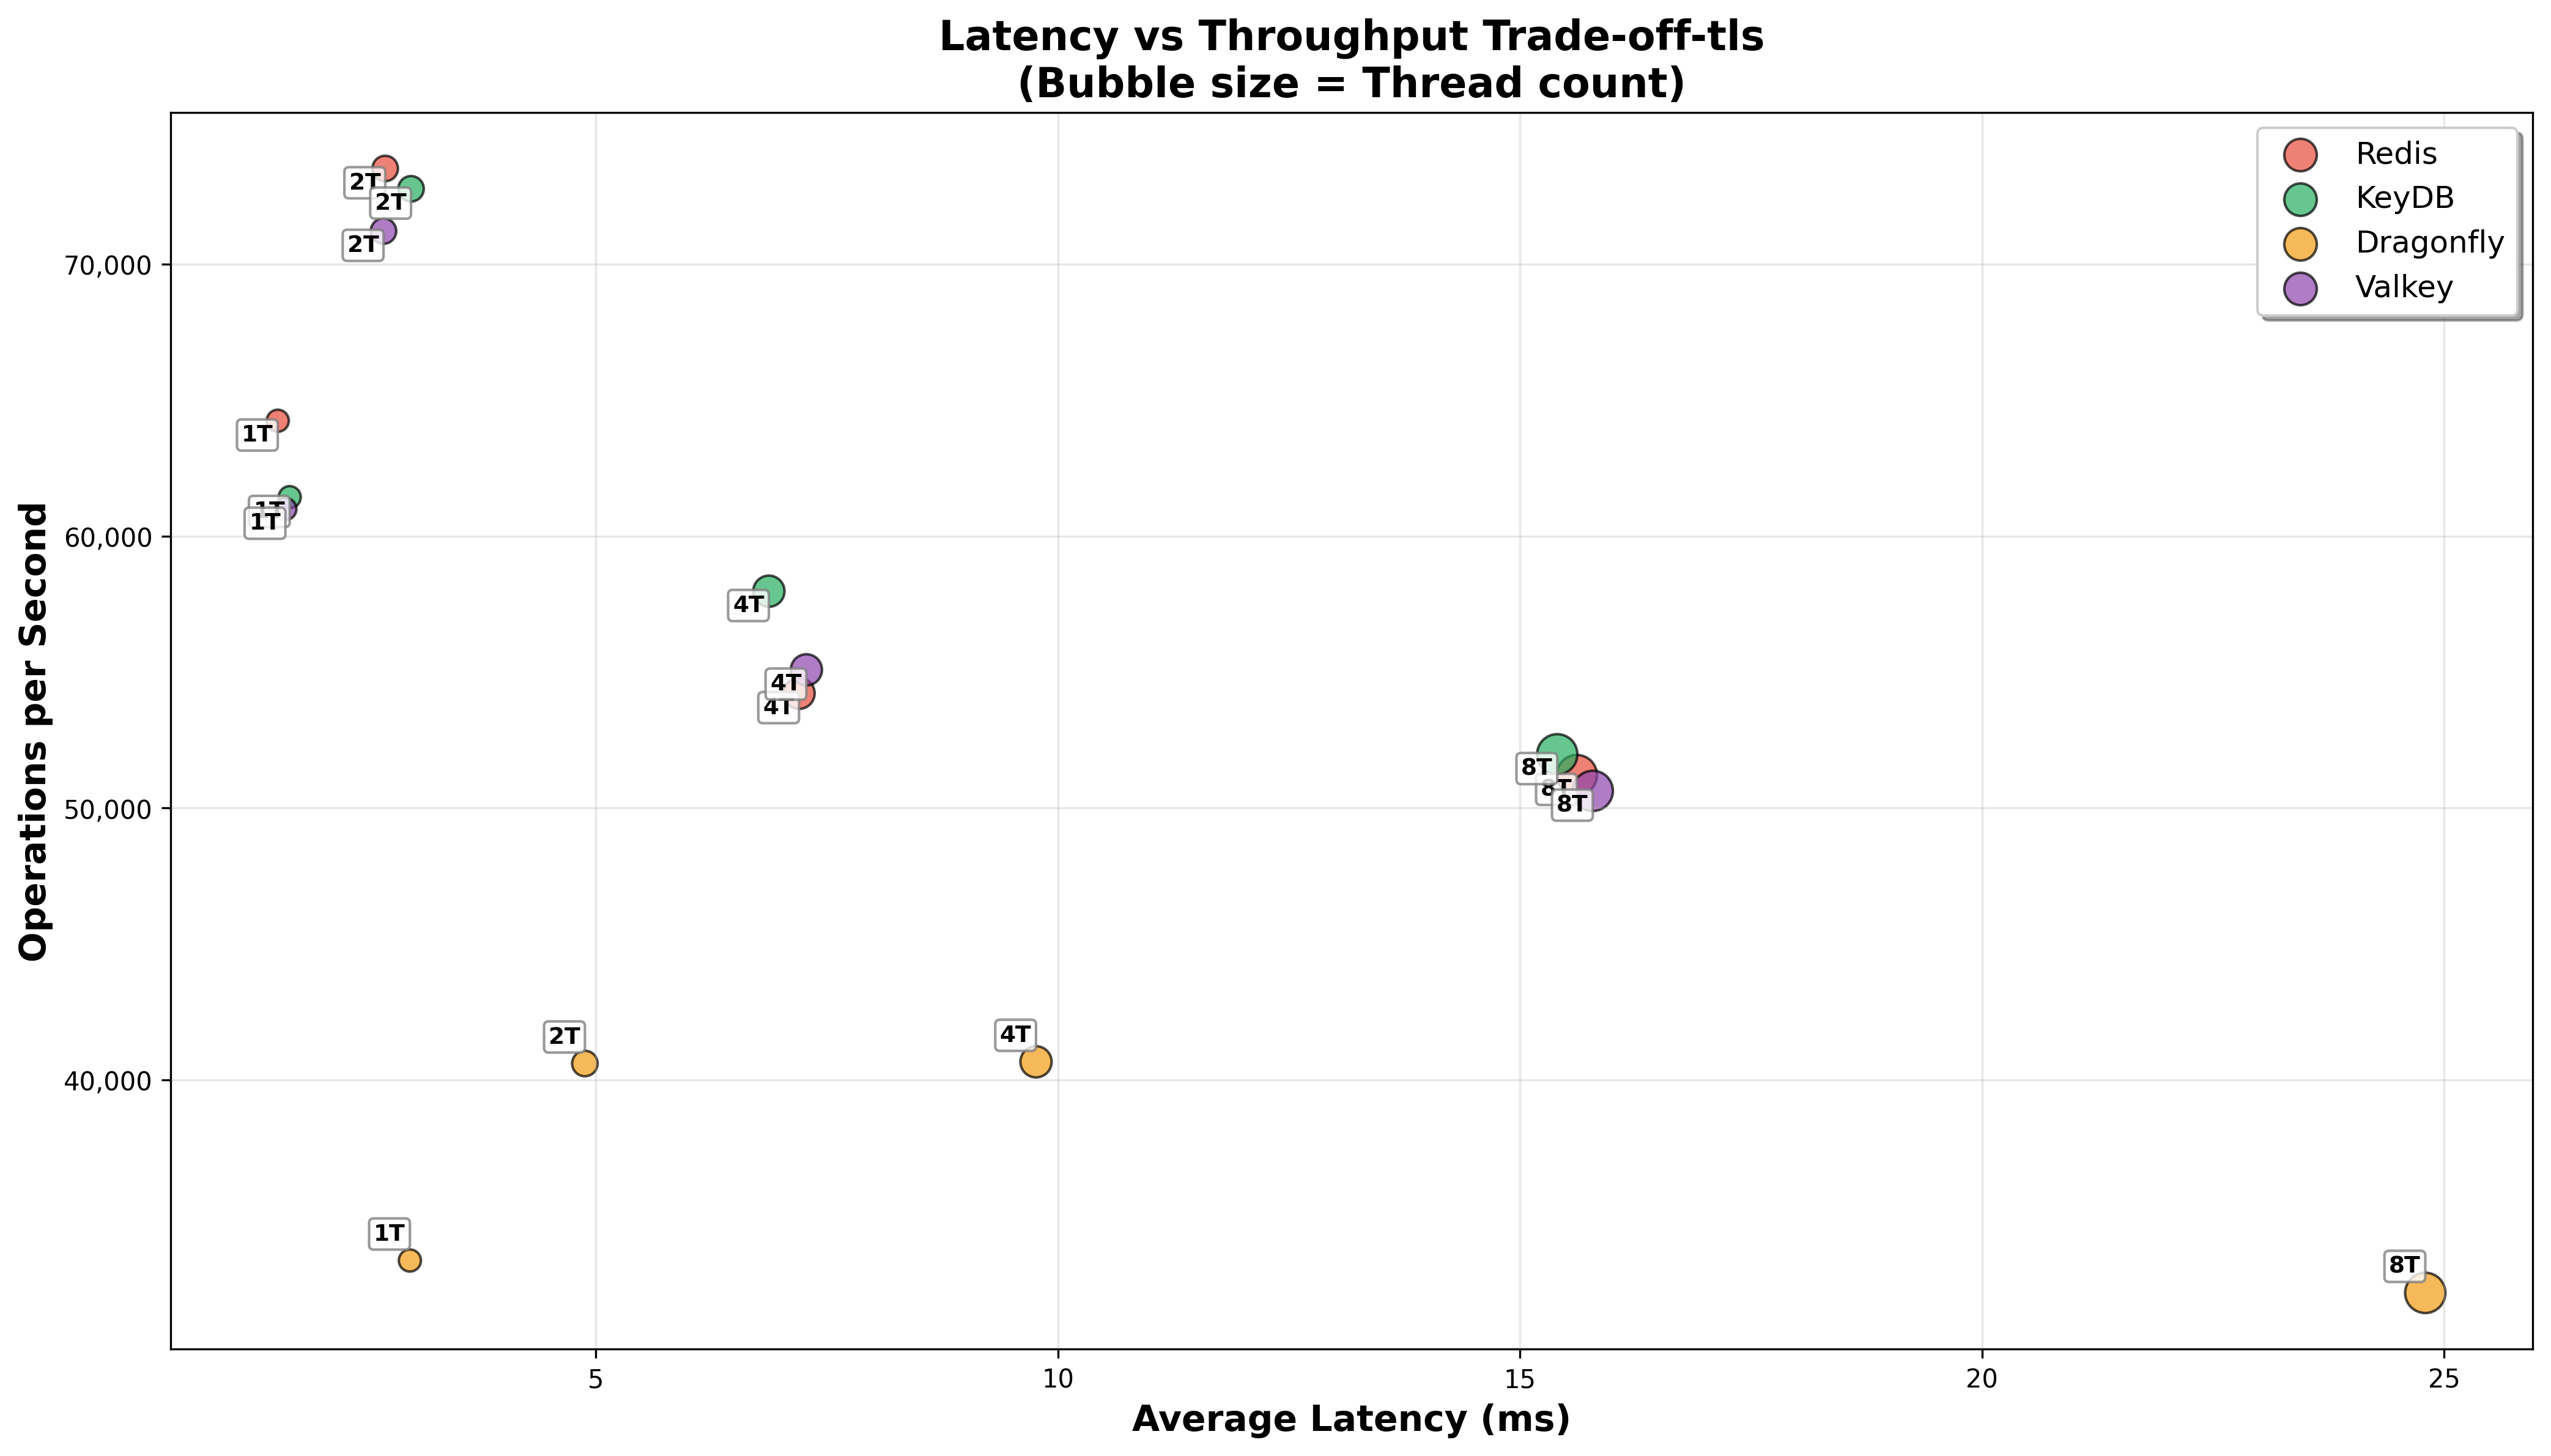 Latency vs Throughput Trade-off-tls
(Bubble size = Thread count)
Redis
KeyDB
Dragonfly
Valkey
Operations per Second
70,000
60,000
50,000
40,000
2T
2T
2T
1T
1T
1T
4T
4T
4T
8T
8T
8T
2T
4T
1T
8T
5
10
15
20
25
Average Latency (ms)